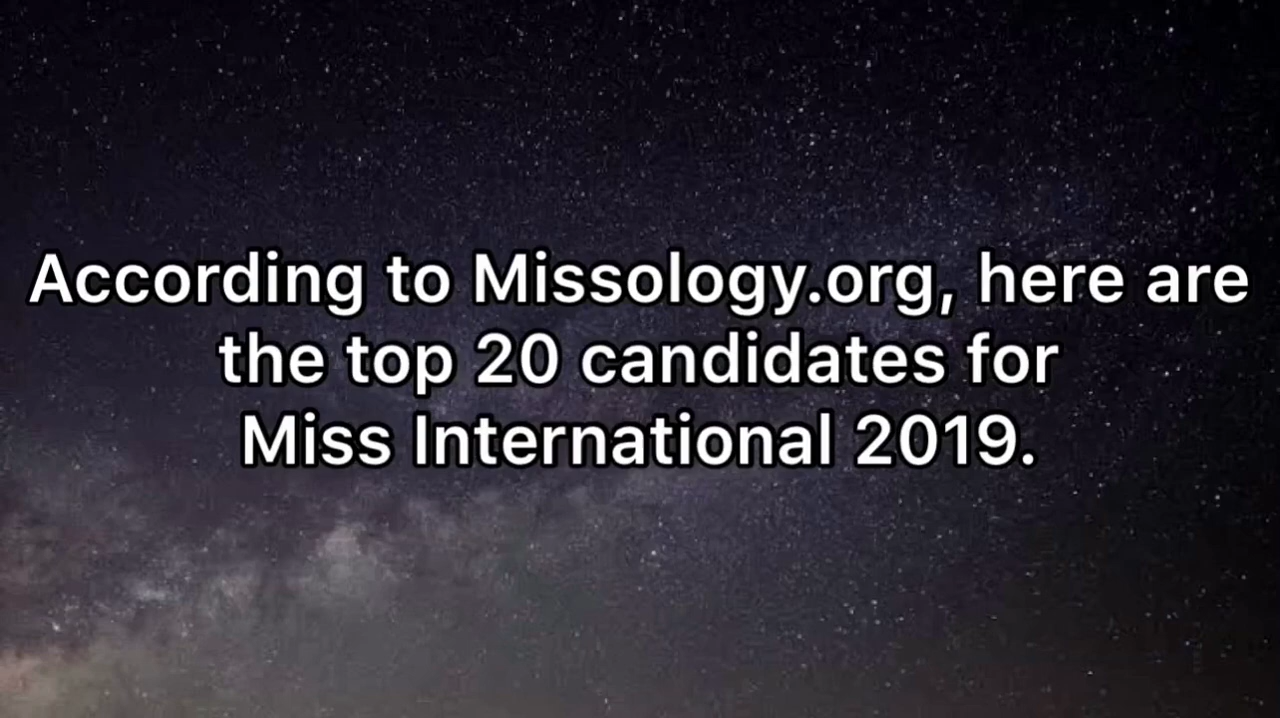 According to Missology.org, here are
the top 20 candidates for
Miss International 2019.